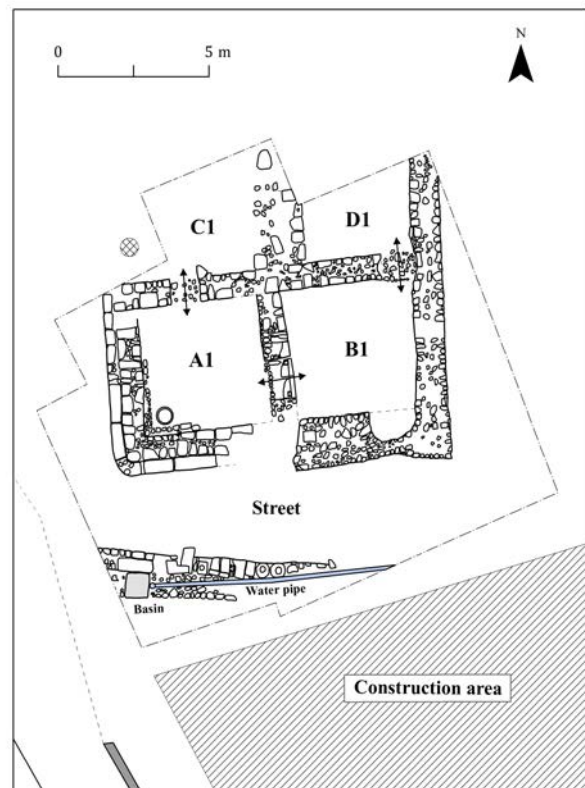 0 5 m
N
C1
D1
A1
B1
Street
Water pipe
Basin
Construction area